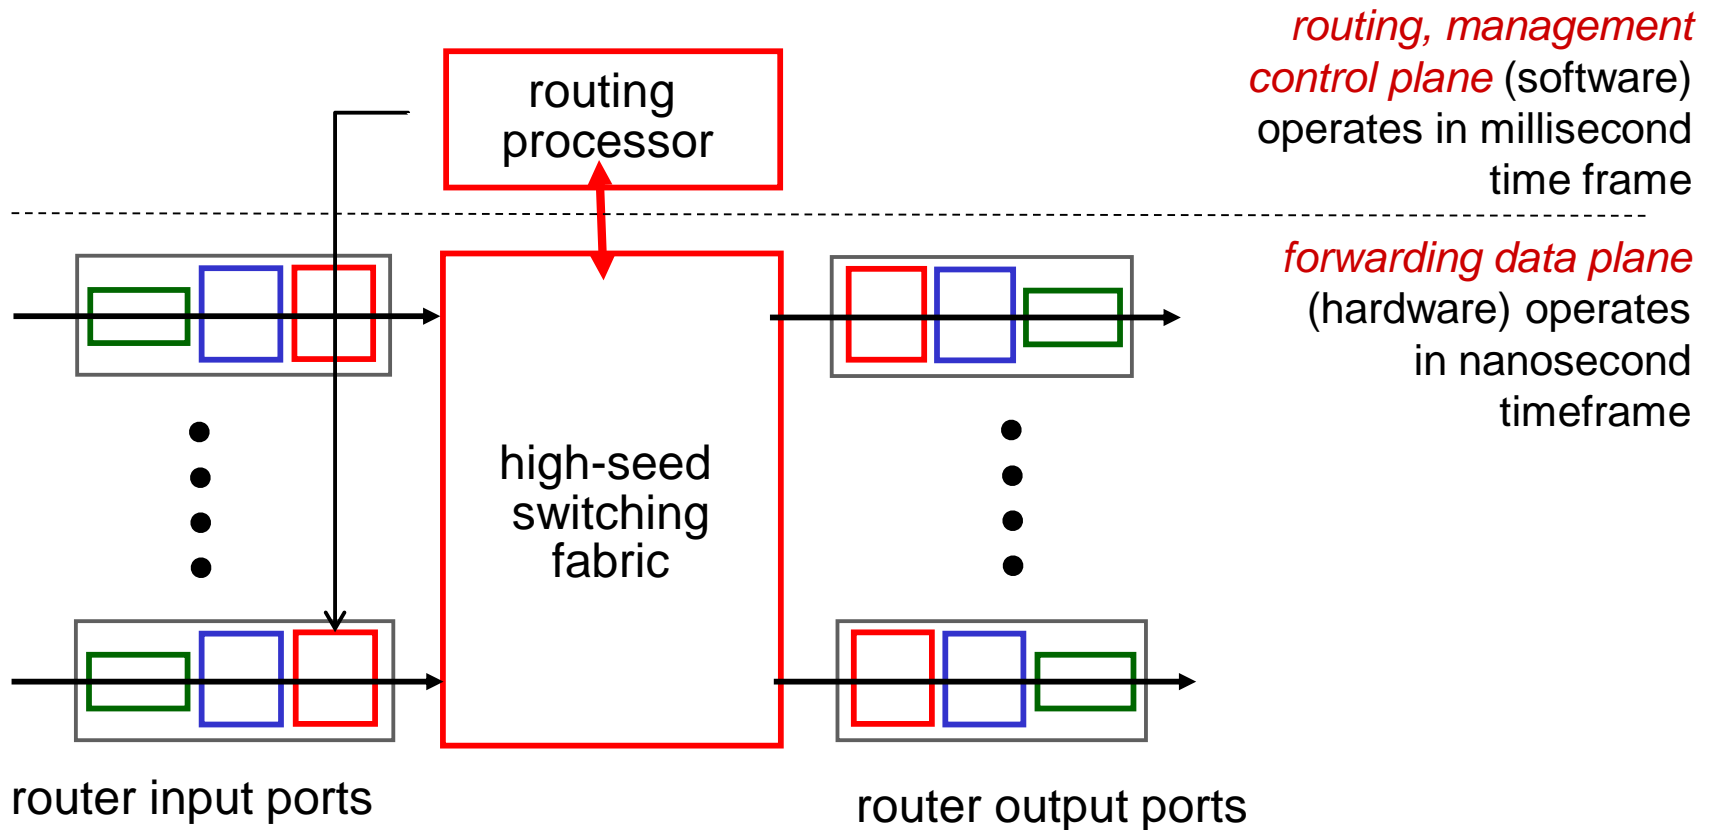 routing, management
control plane (software)
operates in millisecond
time frame
routing
processor
forwarding data plane
(hardware) operates
in nanosecond
timeframe
high-seed
switching
fabric
router input ports
router output ports